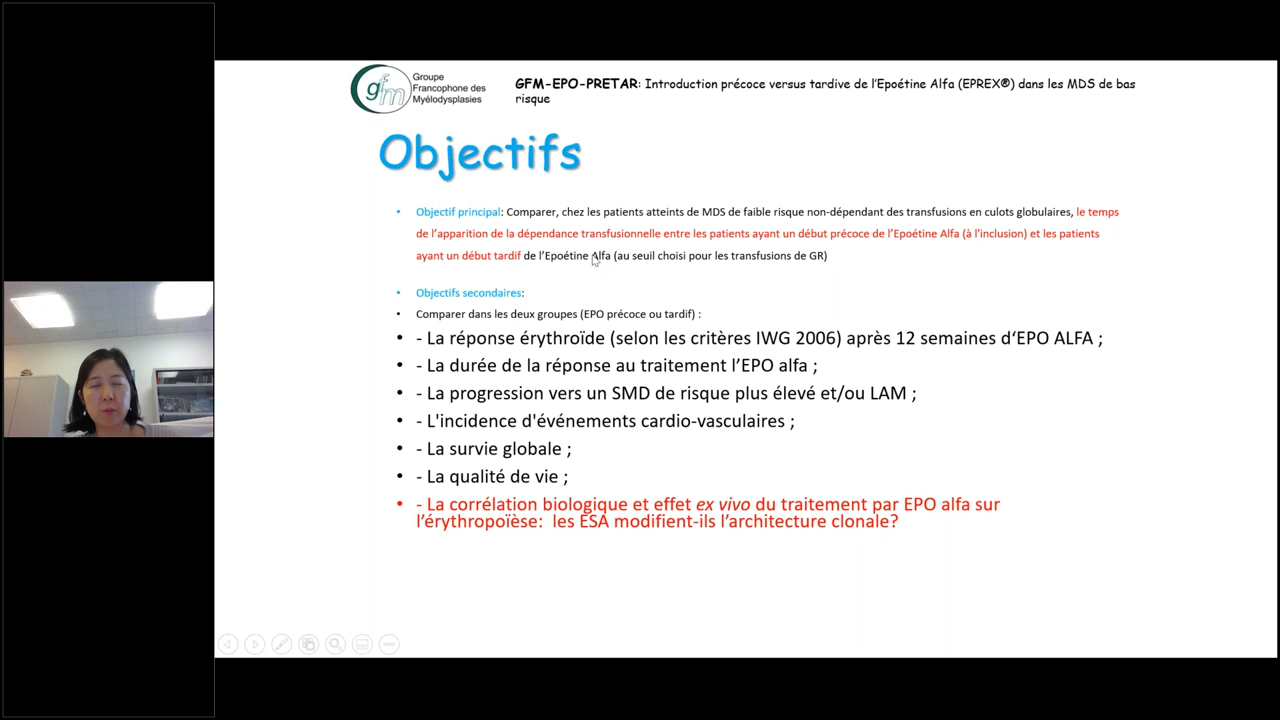 gfm
Groupe
Francophone des
Myélodysplasies
GFM-EPO-PRETAR: Introduction précoce versus tardive de l'Epoétine Alfa (EPREX®) dans les MDS de bas
risque
Objectifs
• Objectif principal: Comparer, chez les patients atteints de MDS de faible risque non-dépendant des transfusions en culots globulaires, le temps
de l'apparition de la dépendance transfusionnelle entre les patients ayant un début précoce de l'Epoétine Alfa (à l'inclusion) et les patients
ayant un début tardif de l'Epoétine Alfa (au seuil choisi pour les transfusions de GR)
• Objectifs secondaires:
• Comparer dans les deux groupes (EPO précoce ou tardif) :
• - La réponse érythroïde (selon les critères IWG 2006) après 12 semaines d‘EPO ALFA ;
• - La durée de la réponse au traitement l’EPO alfa ;
• - La progression vers un SMD de risque plus élevé et/ou LAM ;
• - L'incidence d'événements cardio-vasculaires ;
• - La survie globale ;
• - La qualité de vie ;
• - La corrélation biologique et effet ex vivo du traitement par EPO alfa sur
l’érythropoïèse: les ESA modifient-ils l’architecture clonale?